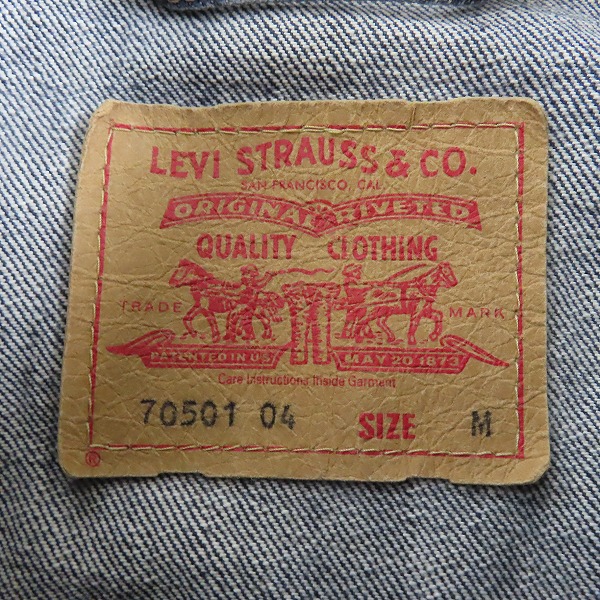 LEVI STRAUSS & CO.
SAN FRANCISCO, CAL.
ORIGINAL RIVETED
QUALITY CLOTHING
TRADE MARK
PATENTED IN U.S. MAY 20 1873
Care Instructions Inside Garment
70501 04 SIZE M
®